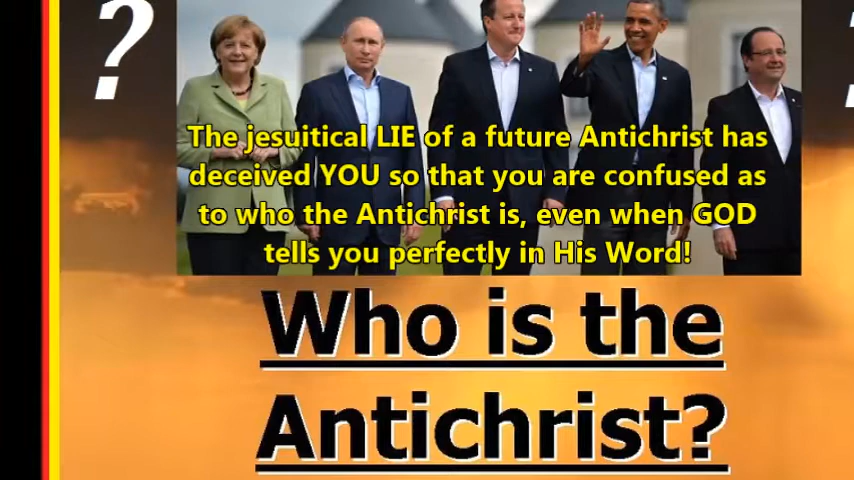 ?
The jesuitical LIE of a future Antichrist has
deceived YOU so that you are confused as
to who the Antichrist is, even when GOD
tells you perfectly in His Word!
Who is the
Antichrist?